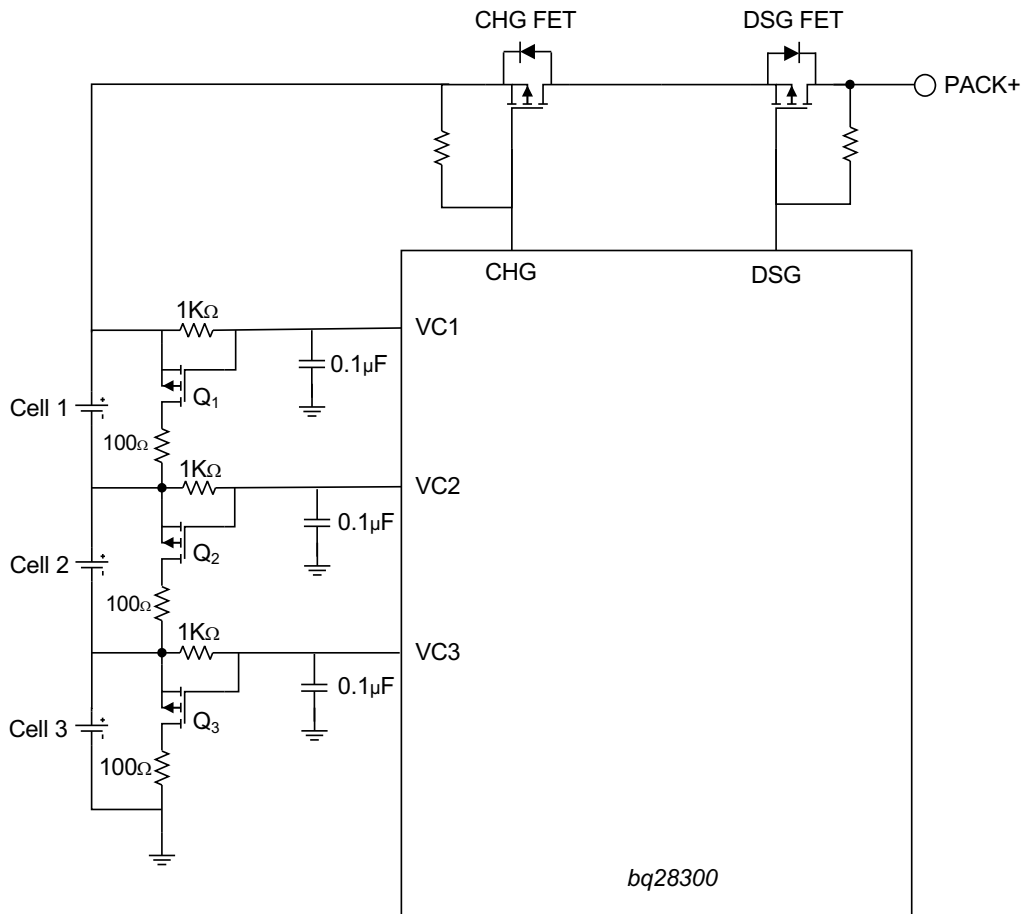 CHG FET
DSG FET
PACK+
CHG
DSG
1KΩ
VC1
0.1µF
Q1
Cell 1
100Ω
1KΩ
VC2
0.1µF
Q2
Cell 2
100Ω
1KΩ
VC3
0.1µF
Q3
Cell 3
100Ω
bq28300